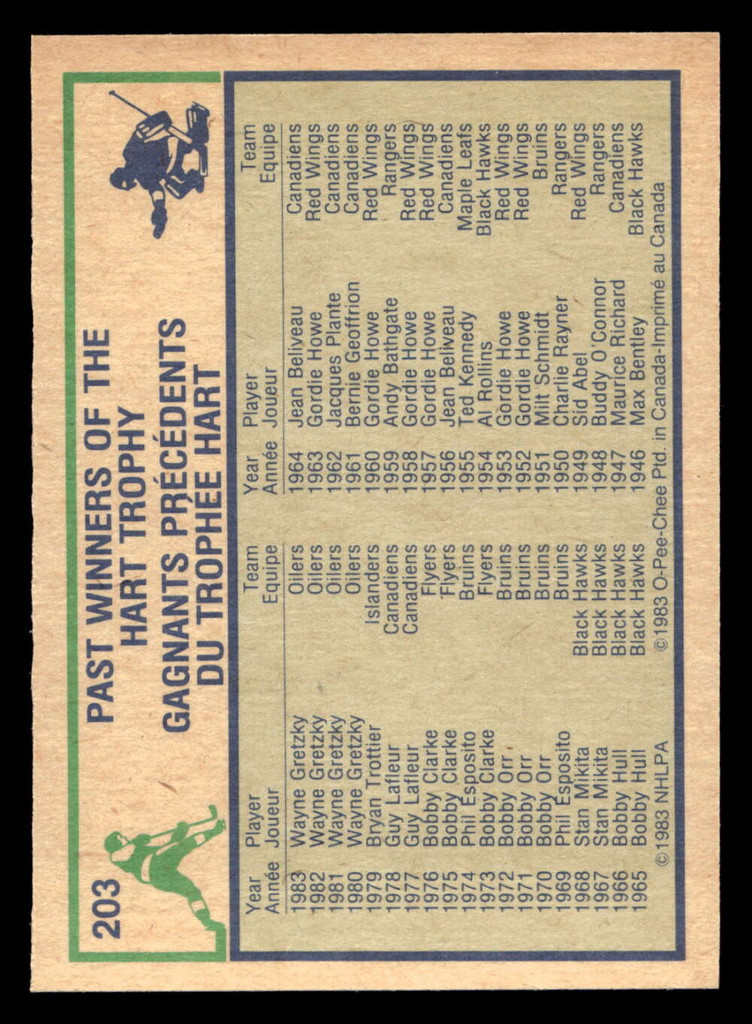 203
PAST WINNERS OF THE
HART TROPHY
GAGNANTS PRÉCÉDENTS
DU TROPHEE HART
Year Player Team
Année Joueur Equipe
1983 Wayne Gretzky Oilers
1982 Wayne Gretzky Oilers
1981 Wayne Gretzky Oilers
1980 Wayne Gretzky Oilers
1979 Bryan Trottier Islanders
1978 Guy Lafleur Canadiens
1977 Guy Lafleur Canadiens
1976 Bobby Clarke Flyers
1975 Bobby Clarke Flyers
1974 Phil Esposito Bruins
1973 Bobby Clarke Flyers
1972 Bobby Orr Bruins
1971 Bobby Orr Bruins
1970 Bobby Orr Bruins
1969 Phil Esposito Bruins
1968 Stan Mikita Black Hawks
1967 Stan Mikita Black Hawks
1966 Bobby Hull Black Hawks
1965 Bobby Hull Black Hawks
Year Player Team
Année Joueur Equipe
1964 Jean Beliveau Canadiens
1963 Gordie Howe Red Wings
1962 Jacques Plante Canadiens
1961 Bernie Geoffrion Canadiens
1960 Gordie Howe Red Wings
1959 Andy Bathgate Rangers
1958 Gordie Howe Red Wings
1957 Gordie Howe Red Wings
1956 Jean Beliveau Canadiens
1955 Ted Kennedy Maple Leafs
1954 Al Rollins Black Hawks
1953 Gordie Howe Red Wings
1952 Gordie Howe Red Wings
1951 Milt Schmidt Bruins
1950 Charlie Rayner Rangers
1949 Sid Abel Red Wings
1948 Buddy O'Connor Rangers
1947 Maurice Richard Canadiens
1946 Max Bentley Black Hawks
©1983 NHLPA ©1983 O-Pee-Chee Ptd. in Canada-Imprimé au Canada